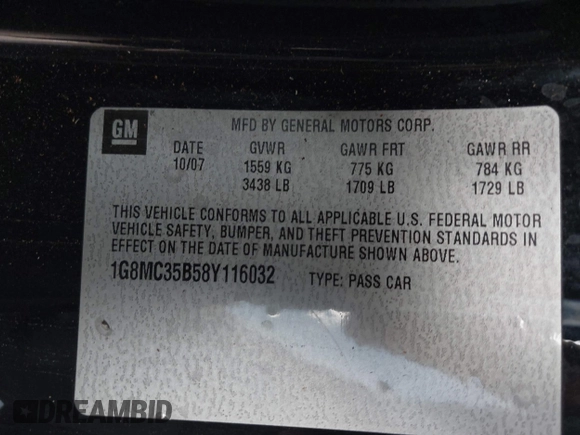 GM
MFD BY GENERAL MOTORS CORP.
DATE GVWR GAWR FRT GAWR RR
10/07 1559 KG 775 KG 784 KG
3438 LB 1709 LB 1729 LB
THIS VEHICLE CONFORMS TO ALL APPLICABLE U.S. FEDERAL MOTOR
VEHICLE SAFETY, BUMPER, AND THEFT PREVENTION STANDARDS IN
EFFECT ON THE DATE OF MANUFACTURE SHOWN ABOVE.
1G8MC35B58Y116032 TYPE: PASS CAR
DREAMBID